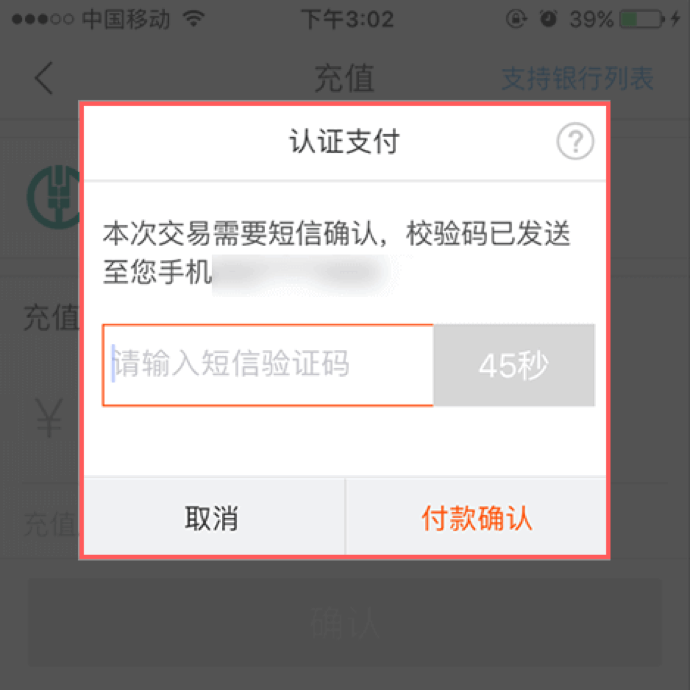 中国移动 下午3:02 39%
充值 支持银行列表
认证支付 ?
本次交易需要短信确认，校验码已发送
至您手机
充值
请输入短信验证码 45秒
¥
取消 付款确认
充值
确认